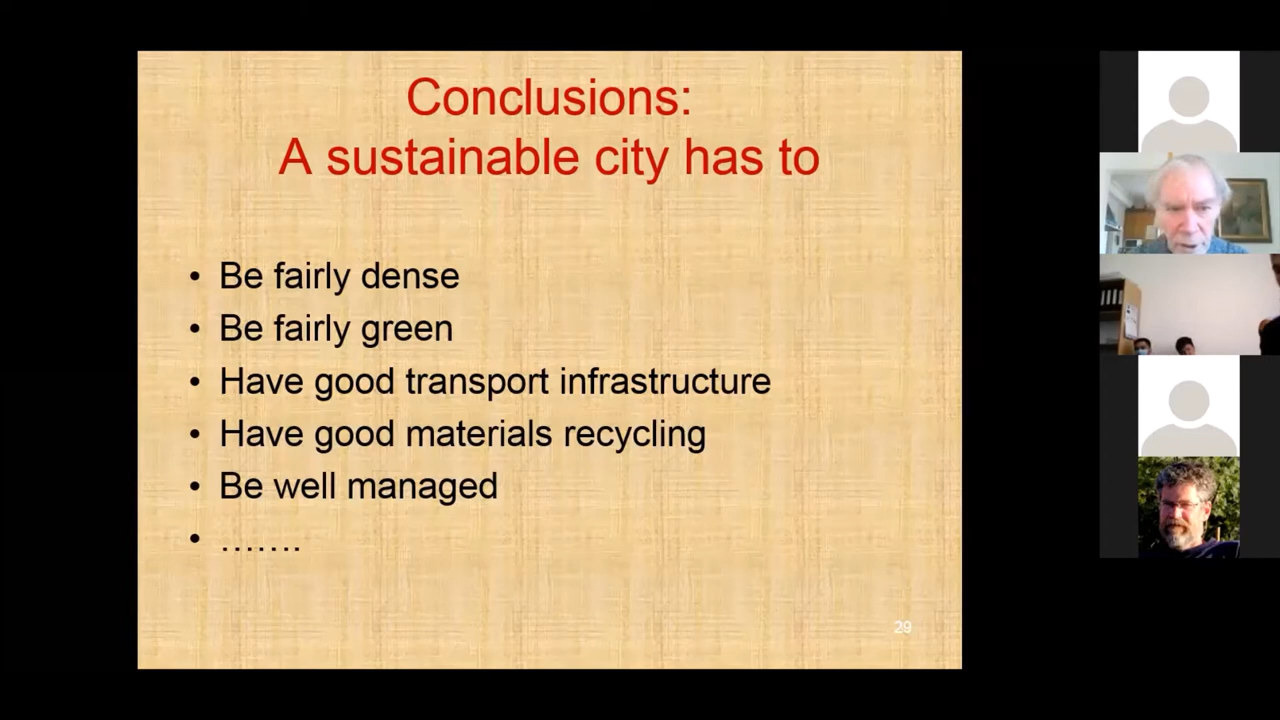 Conclusions:
A sustainable city has to
• Be fairly dense
• Be fairly green
• Have good transport infrastructure
• Have good materials recycling
• Be well managed
• …….
29